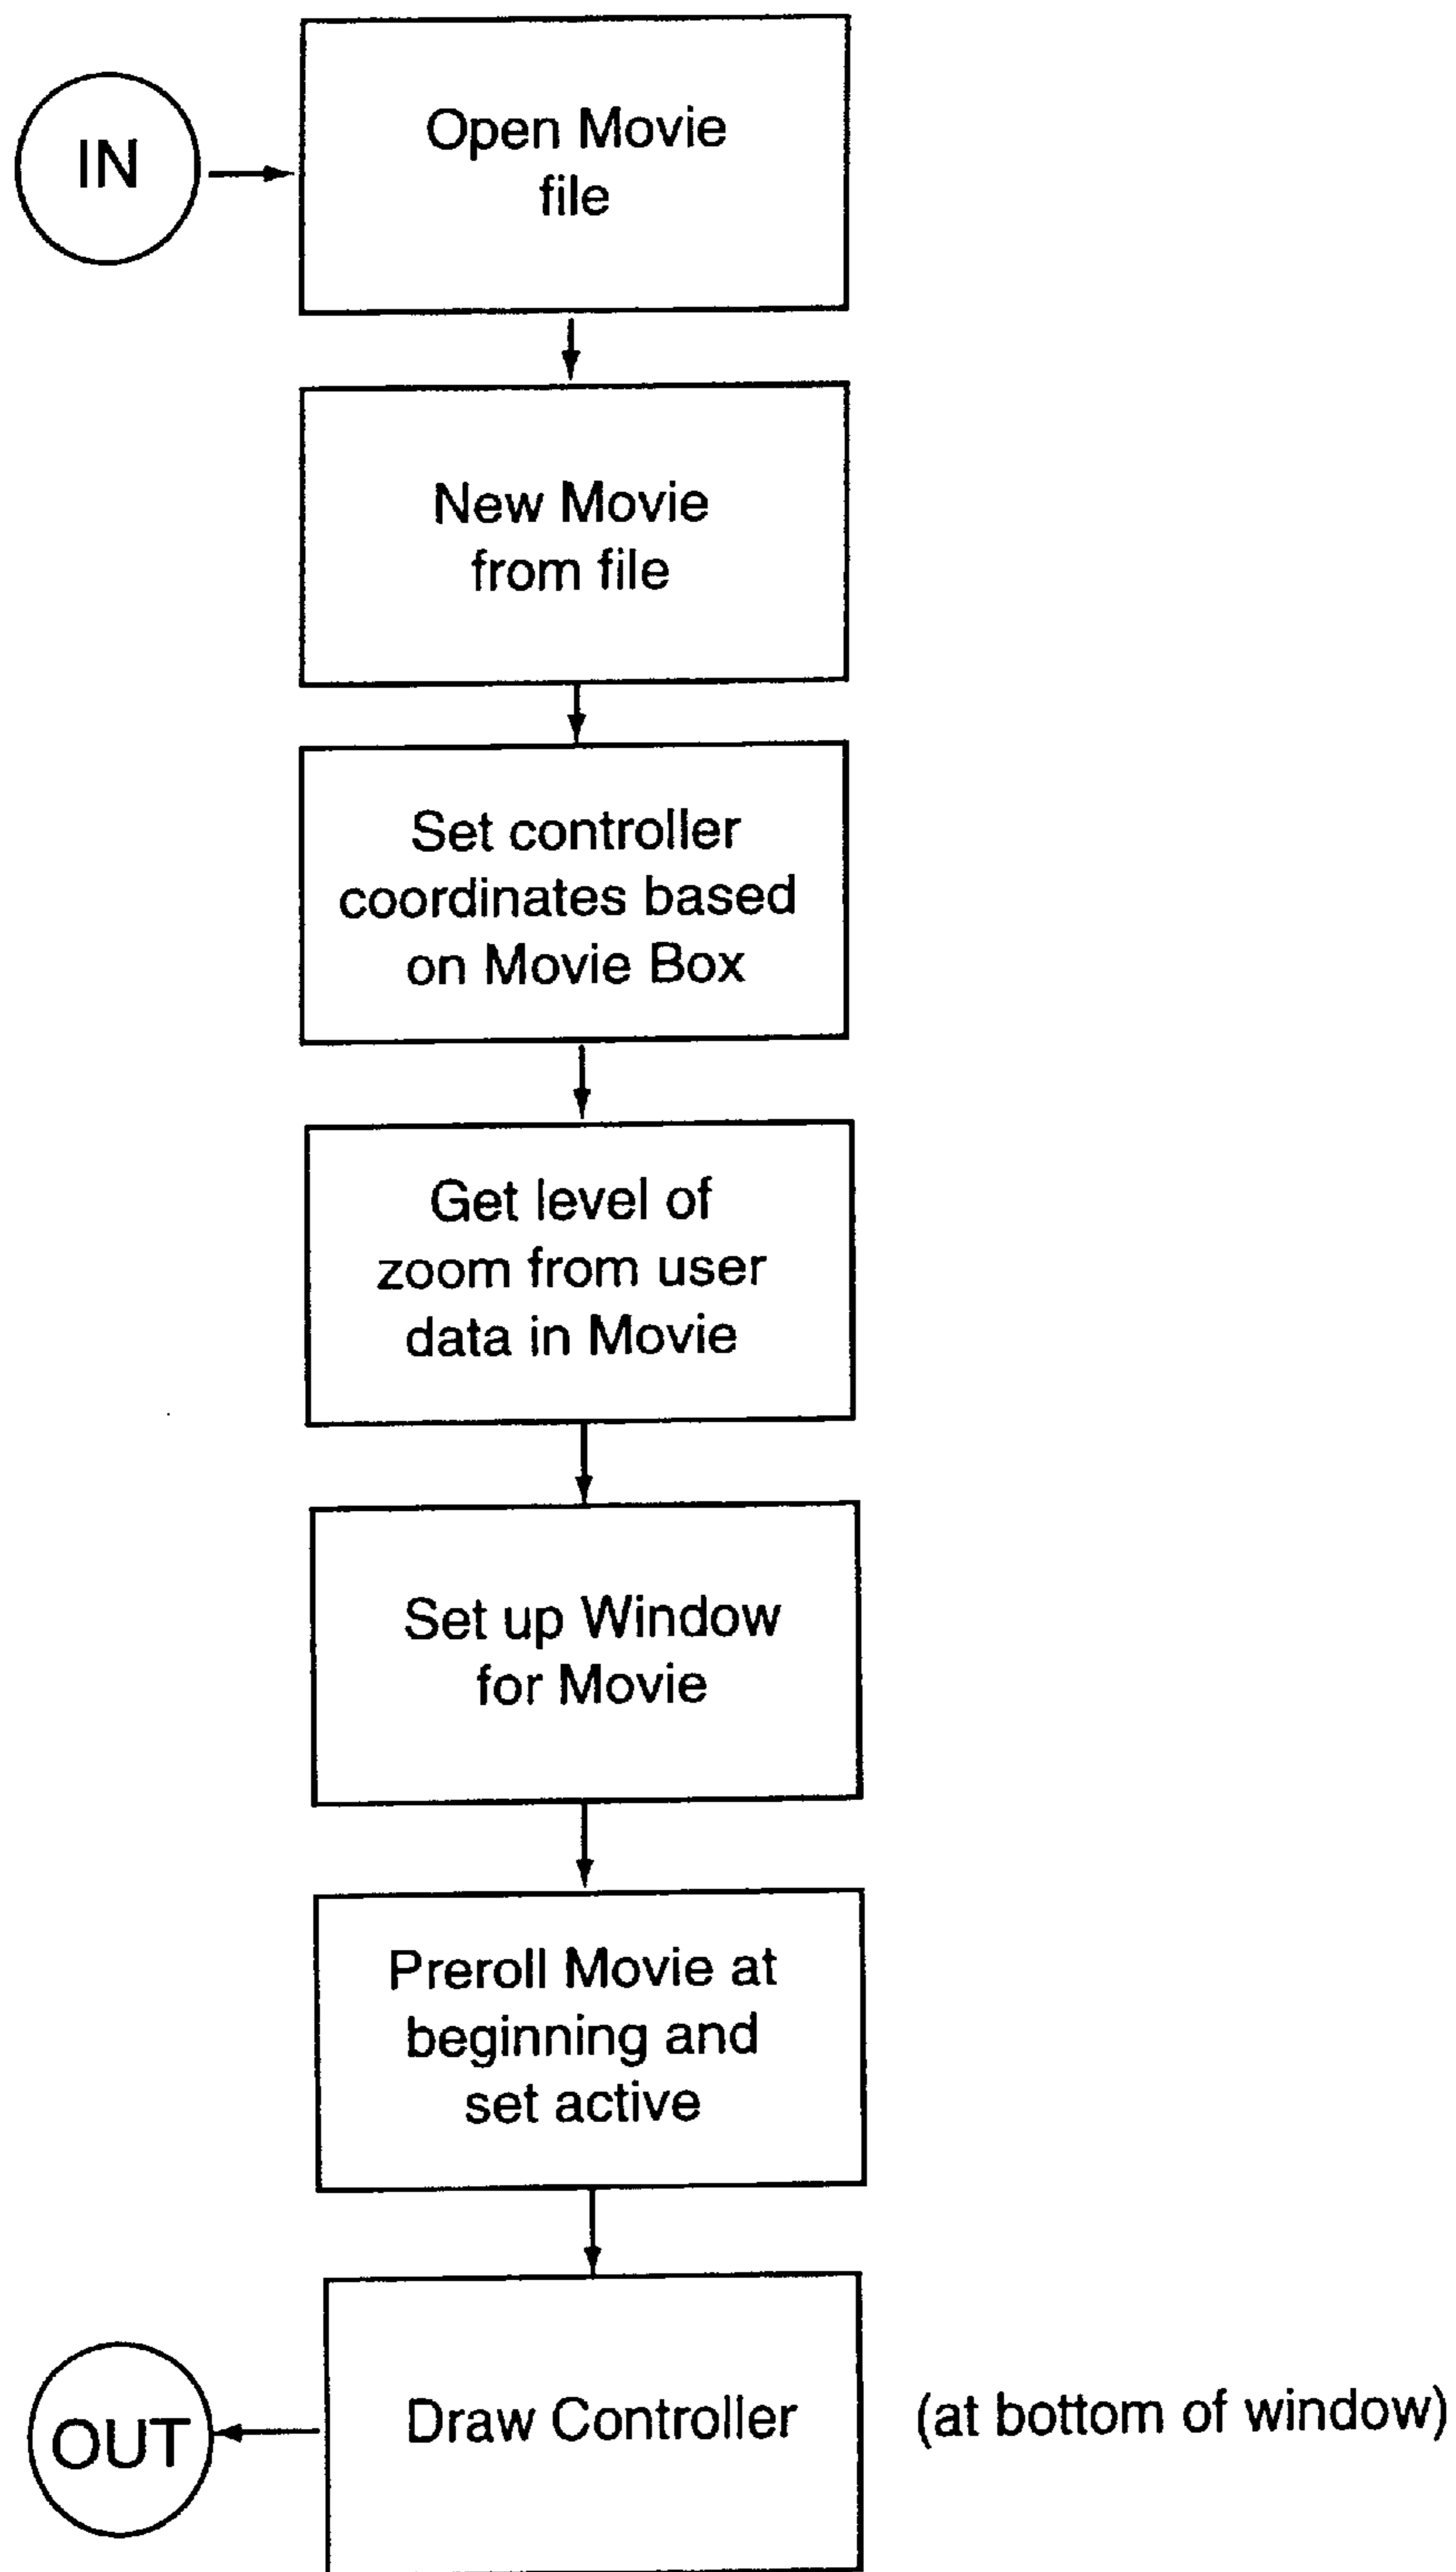 IN
Open Movie
file
New Movie
from file
Set controller
coordinates based
on Movie Box
Get level of
zoom from user
data in Movie
Set up Window
for Movie
Preroll Movie at
beginning and
set active
OUT
Draw Controller
(at bottom of window)